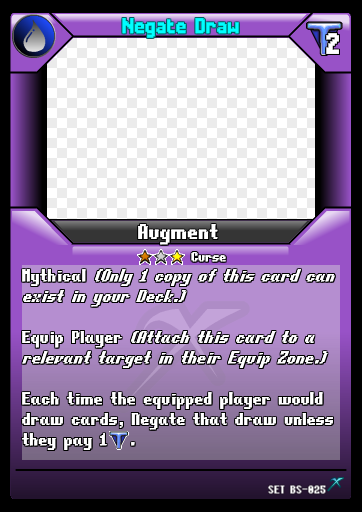 Negate Draw
2
Augment
Curse
Mythical (Only 1 copy of this card can
exist in your Deck.)
Equip Player (Attach this card to a
relevant target in their Equip Zone.)
Each time the equipped player would
draw cards, Negate that draw unless
they pay 1 T.
SET BS-025